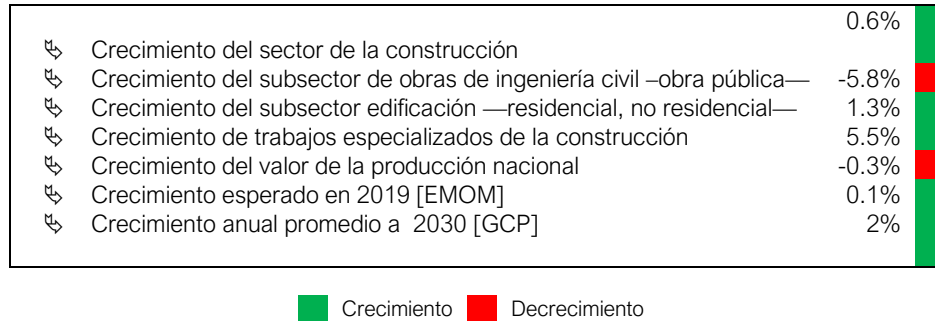 0.6%
⮱ Crecimiento del sector de la construcción
⮱ Crecimiento del subsector de obras de ingeniería civil –obra pública— -5.8%
⮱ Crecimiento del subsector edificación —residencial, no residencial— 1.3%
⮱ Crecimiento de trabajos especializados de la construcción 5.5%
⮱ Crecimiento del valor de la producción nacional -0.3%
⮱ Crecimiento esperado en 2019 [EMOM] 0.1%
⮱ Crecimiento anual promedio a 2030 [GCP] 2%
Crecimiento Decrecimiento